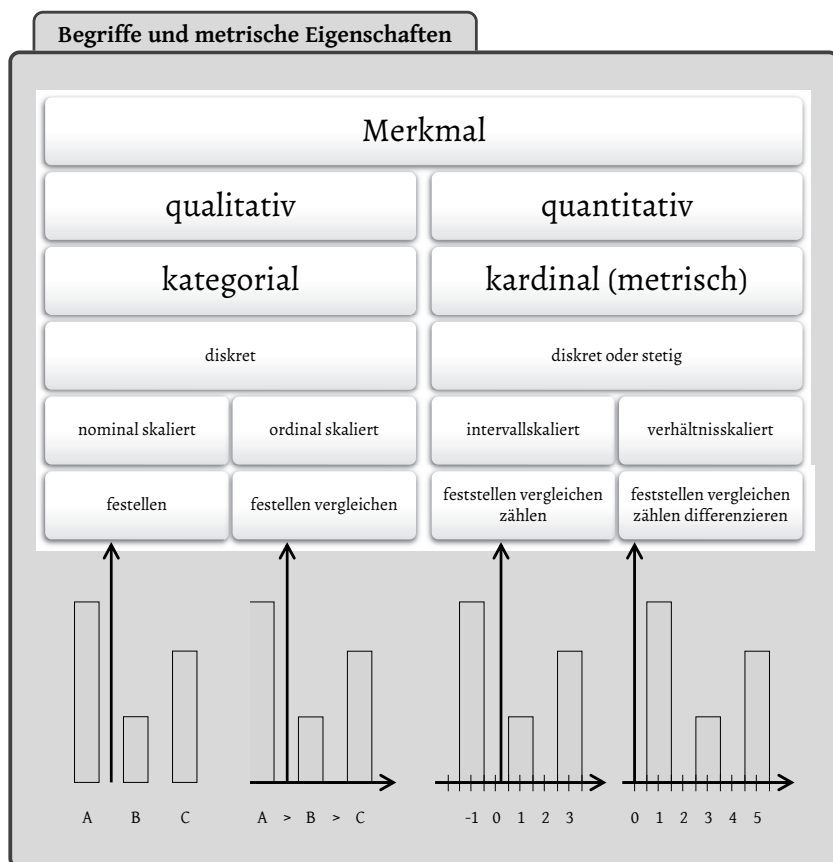 Begriffe und metrische Eigenschaften
Merkmal
qualitativ
quantitativ
kategorial
kardinal (metrisch)
diskret
diskret oder stetig
nominal skaliert
ordinal skaliert
intervallskaliert
verhältnisskaliert
festellen
festellen vergleichen
feststellen vergleichen
zählen
feststellen vergleichen
zählen differenzieren
A B C
A > B > C
-1 0 1 2 3
0 1 2 3 4 5